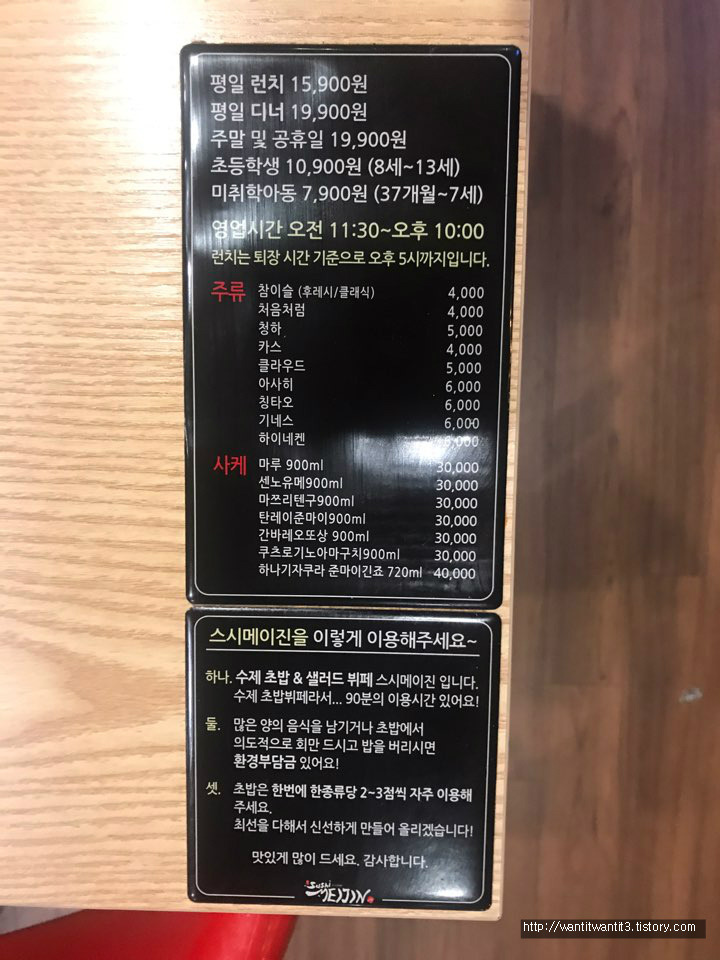 평일 런치 15,900원
평일 디너 19,900원
주말 및 공휴일 19,900원
초등학생 10,900원 (8세~13세)
미취학아동 7,900원 (37개월~7세)
영업시간 오전 11:30~오후 10:00
런치는 퇴장 시간 기준으로 오후 5시까지입니다.
주류 참이슬 (후레시/클래식) 4,000
처음처럼 4,000
청하 5,000
카스 4,000
클라우드 5,000
아사히 6,000
칭타오 6,000
기네스 6,000
하이네켄 6,000
사케 마루 900ml 30,000
센노유메900ml 30,000
마쯔리텐구900ml 30,000
탄레이준마이900ml 30,000
간바레오또상 900ml 30,000
쿠츠로기노아마구치900ml 30,000
하나기자쿠라 준마이긴죠 720ml 40,000
스시메이진을 이렇게 이용해주세요~
하나. 수제 초밥 & 샐러드 뷔페 스시메이진 입니다.
수제 초밥뷔페라서... 90분의 이용시간 있어요!
둘. 많은 양의 음식을 남기거나 초밥에서
의도적으로 회만 드시고 밥을 버리시면
환경부담금 있어요!
셋. 초밥은 한번에 한종류당 2~3점씩 자주 이용해
주세요.
최선을 다해서 신선하게 만들어 올리겠습니다!
맛있게 많이 드세요. 감사합니다.
SUSHI
MEIJIN
http://wantitwantit3.tistory.com